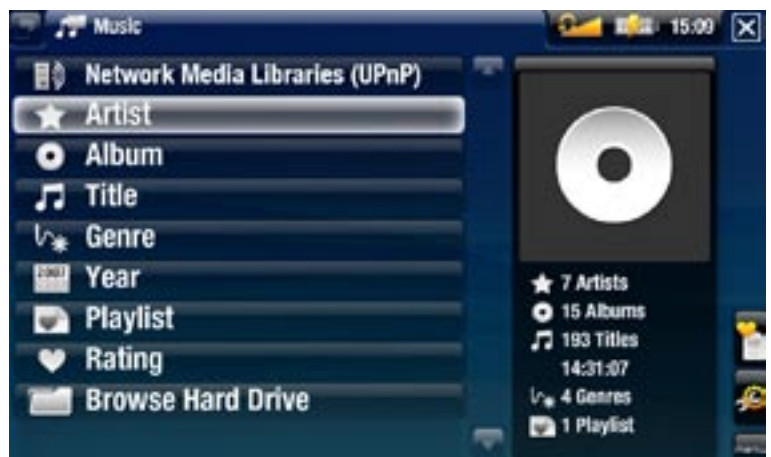 Music
15:09
Network Media Libraries (UPnP)
Artist
Album
Title
Genre
Year
Playlist
Rating
Browse Hard Drive
7 Artists
15 Albums
193 Titles
14:31:07
4 Genres
1 Playlist